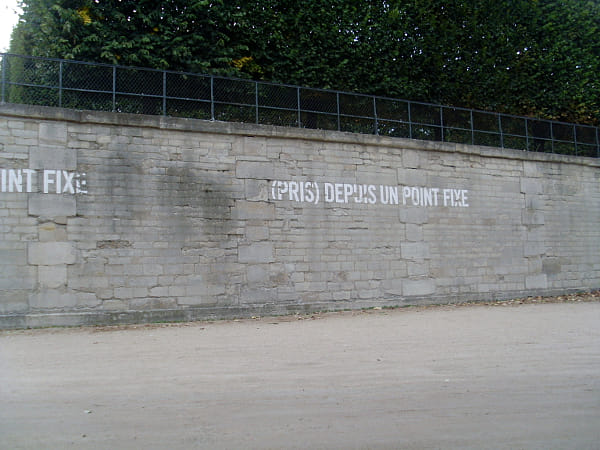 INT FIXE
(PRIS) DEPUIS UN POINT FIXE